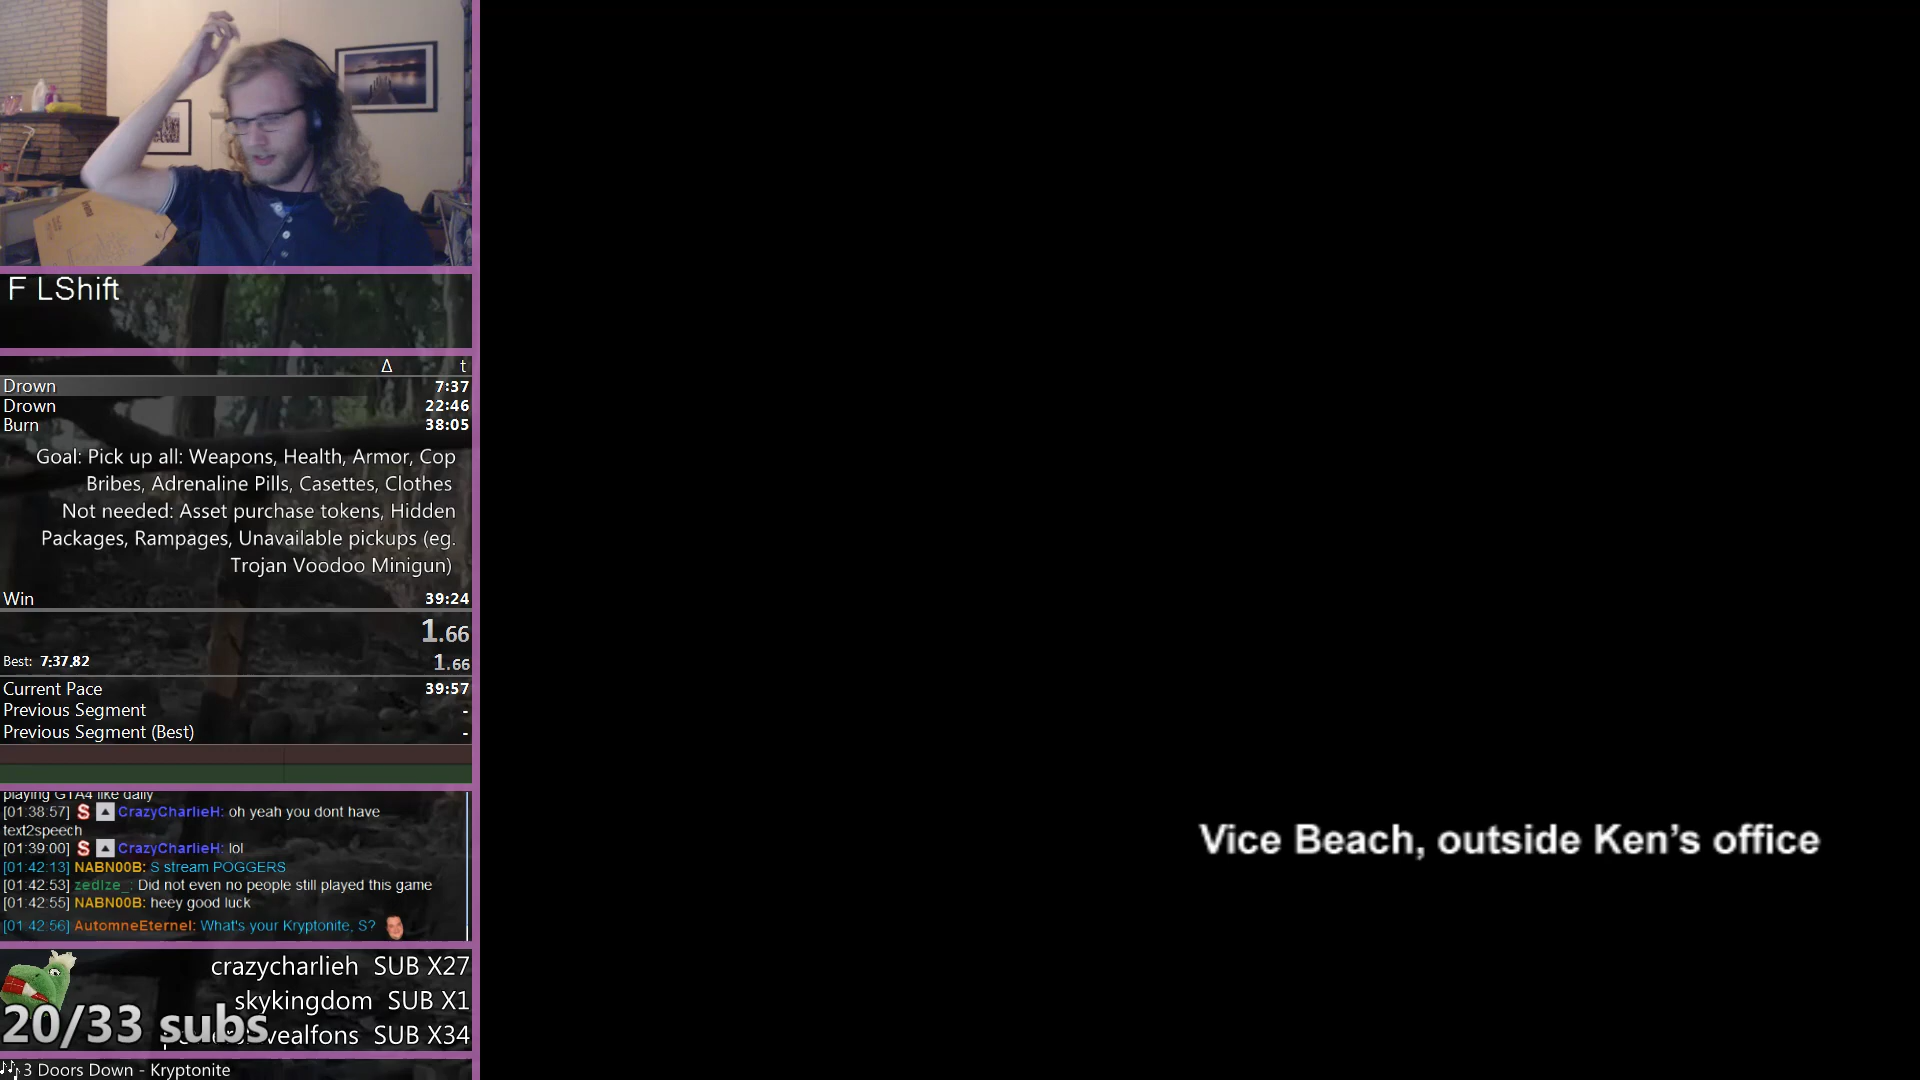 F LShift
Δ t
Drown 7:37
Drown 22:46
Burn 38:05
Goal: Pick up all: Weapons, Health, Armor, Cop
Bribes, Adrenaline Pills, Casettes, Clothes
Not needed: Asset purchase tokens, Hidden
Packages, Rampages, Unavailable pickups (eg.
Trojan Voodoo Minigun)
Win 39:24
1.66
Best: 7:37.82 1.66
Current Pace 39:57
Previous Segment -
Previous Segment (Best) -
playing GTA4 like daily
[01:38:57] S CrazyCharlieH: oh yeah you dont have
text2speech
[01:39:00] S CrazyCharlieH: lol
[01:42:13] NABN00B: S stream POGGERS
[01:42:53] zedIze_: Did not even no people still played this game
[01:42:55] NABN00B: heey good luck
[01:42:56] AutomneEternel: What's your Kryptonite, S?
crazycharlieh SUB X27
skykingdom SUB X1
20/33 subs
vealfons SUB X34
3 Doors Down - Kryptonite
Vice Beach, outside Ken's office